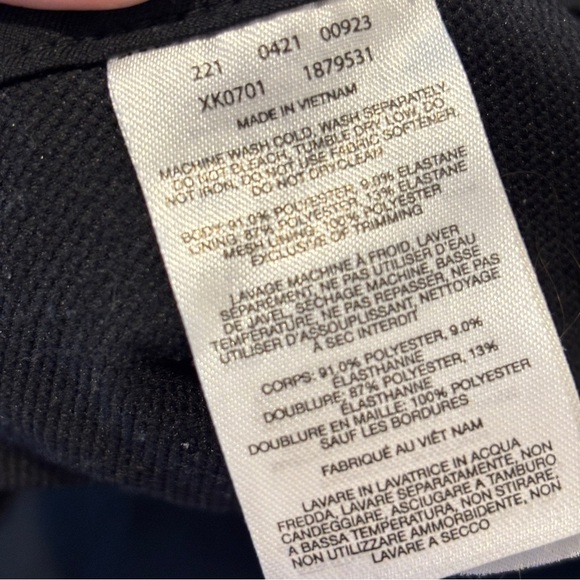 221 0421 00923
XK0701 1879531
MADE IN VIETNAM
MACHINE WASH COLD, WASH SEPARATELY,
DO NOT BLEACH, TUMBLE DRY LOW, DO
NOT IRON, DO NOT USE FABRIC SOFTENER,
DO NOT DRYCLEAN
BODY: 91.0% POLYESTER, 9.0% ELASTANE
LINING: 87% POLYESTER, 13% ELASTANE
MESH LINING: 100% POLYESTER
EXCLUSIVE OF TRIMMING
LAVAGE MACHINE À FROID, LAVER
SÉPARÉMENT, NE PAS UTILISER D'EAU
DE JAVEL, SÉCHAGE MACHINE, BASSE
TEMPÉRATURE, NE PAS REPASSER, NE PAS
UTILISER D'ASSOUPLISSANT, NETTOYAGE
À SEC INTERDIT
CORPS: 91,0% POLYESTER, 9.0%
ÉLASTHANNE
DOUBLURE: 87% POLYESTER, 13%
ÉLASTHANNE
DOUBLURE EN MAILLE: 100% POLYESTER
SAUF LES BORDURES
FABRIQUÉ AU VIÊT NAM
LAVARE IN LAVATRICE IN ACQUA
FREDDA, LAVARE SEPARATAMENTE, NON
CANDEGGIARE, ASCIUGARE A TAMBURO
A BASSA TEMPERATURA, NON STIRARE,
NON UTILIZZARE AMMORBIDENTE, NON
LAVARE A SECCO